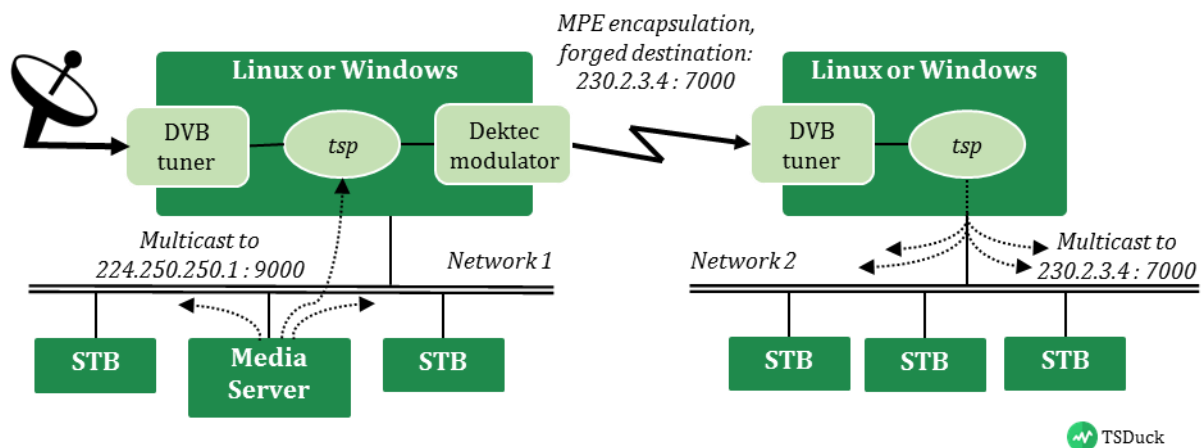 MPE encapsulation,
forged destination:
230.2.3.4 : 7000
Linux or Windows
DVB
tuner
tsp
Dektec
modulator
Linux or Windows
DVB
tuner
tsp
Multicast to
224.250.250.1 : 9000
Network 1
Network 2
Multicast to
230.2.3.4 : 7000
STB
Media
Server
STB
STB
STB
STB
TSDuck